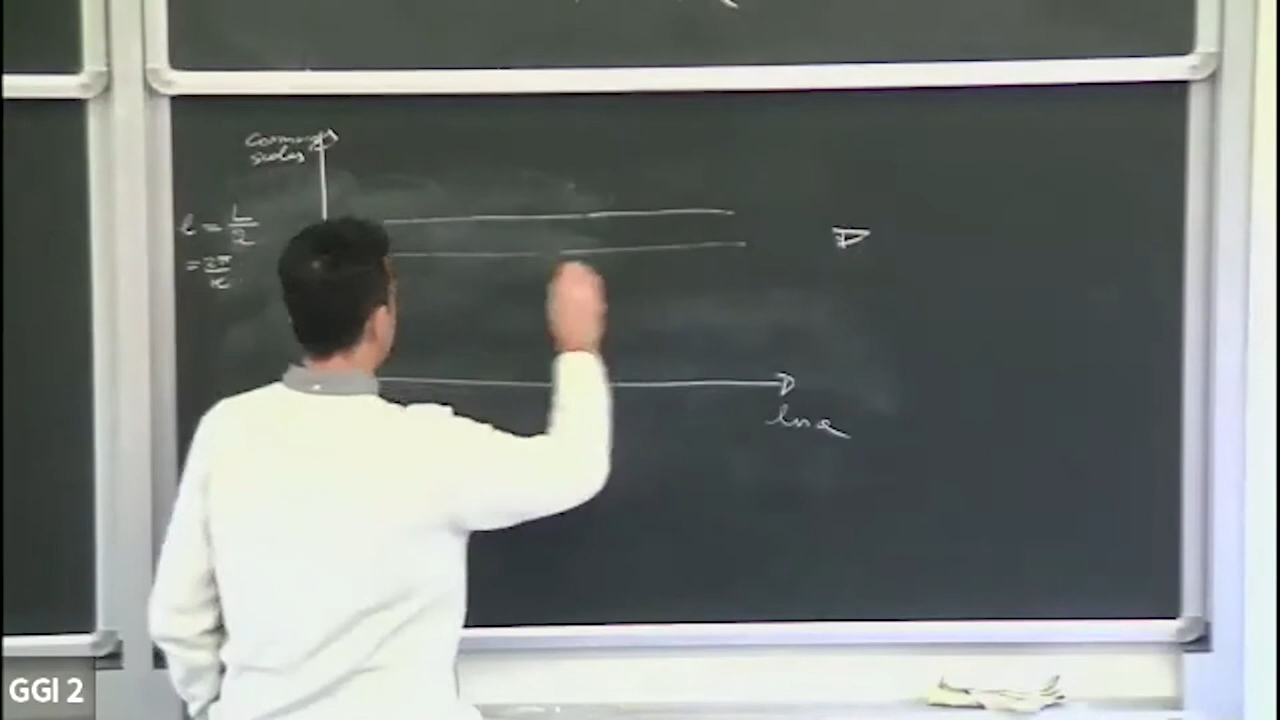 comoving
scales
l = L/a
= 2π/k
ln a
GGI 2